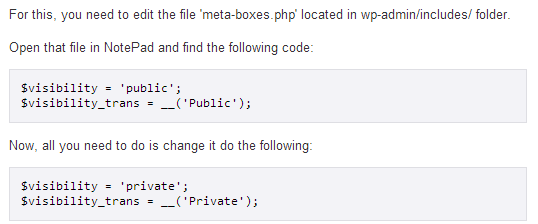 For this, you need to edit the file 'meta-boxes.php' located in wp-admin/includes/ folder.
Open that file in NotePad and find the following code:
$visibility = 'public';
$visibility_trans = __('Public');
Now, all you need to do is change it do the following:
$visibility = 'private';
$visibility_trans = __('Private');